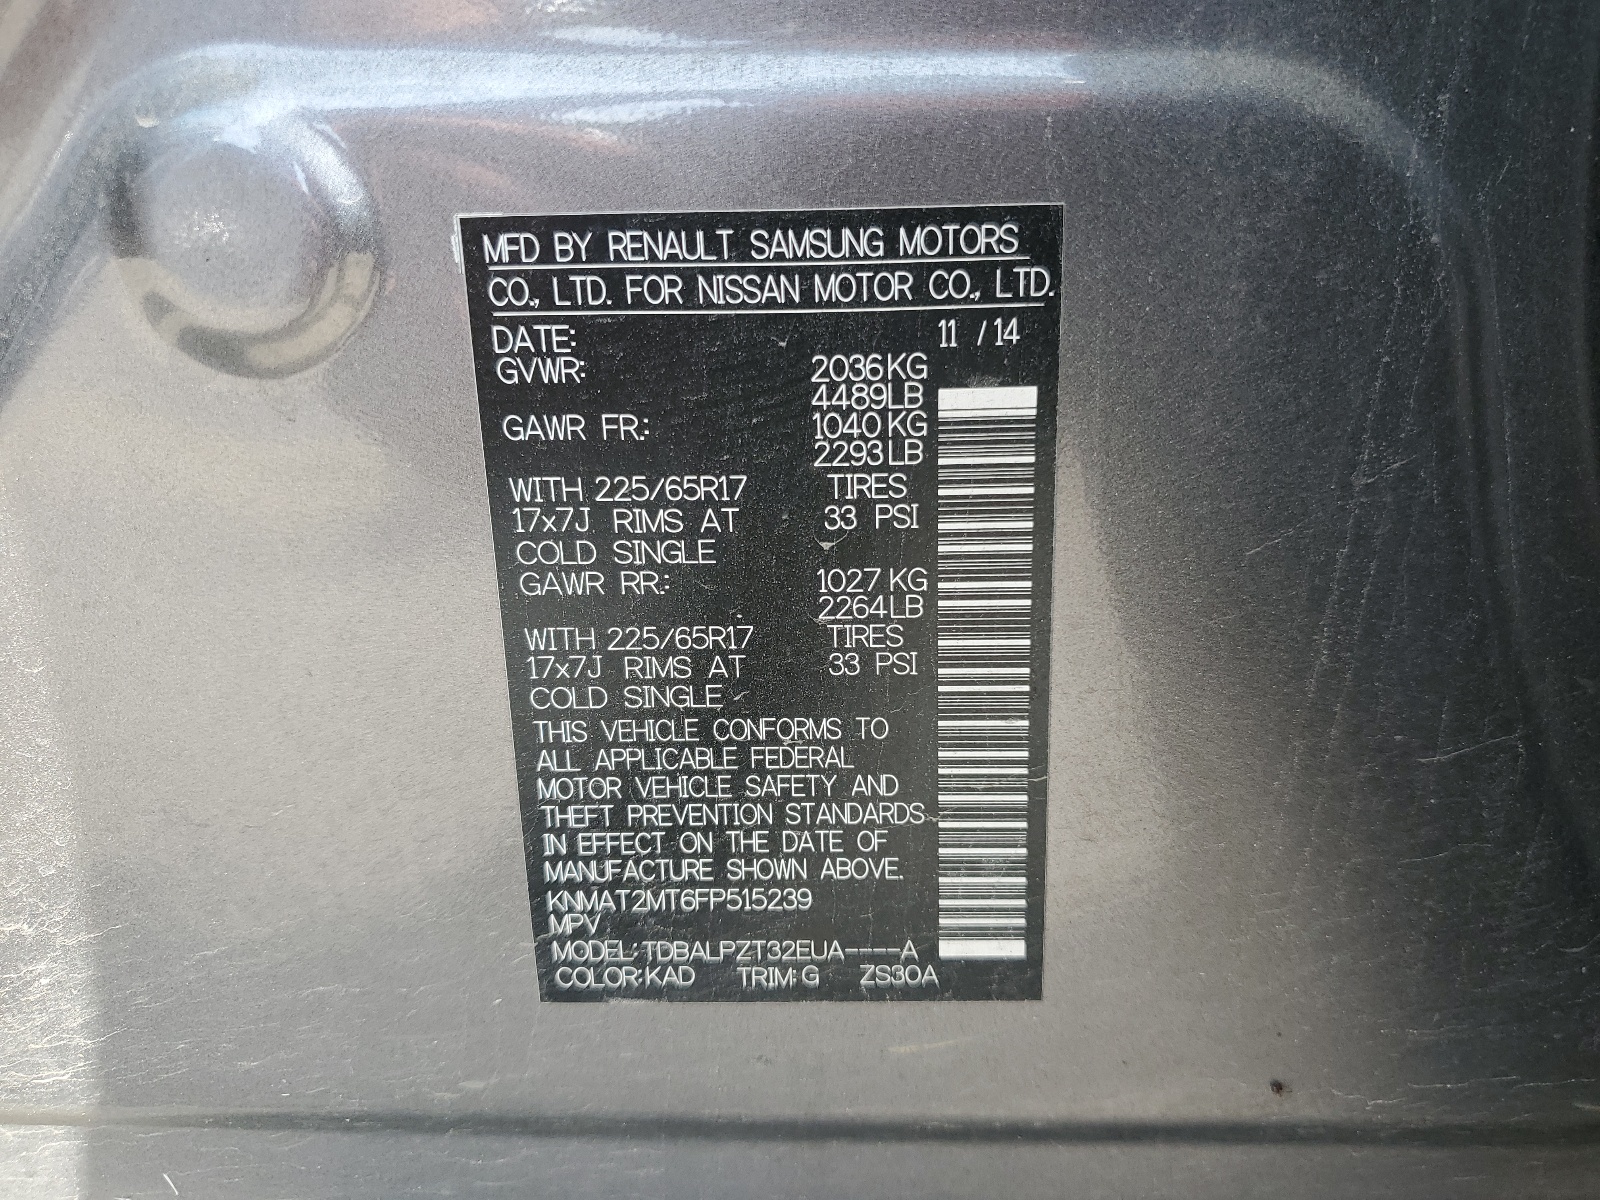 MFD BY RENAULT SAMSUNG MOTORS
CO., LTD. FOR NISSAN MOTOR CO., LTD.
DATE: 11 / 14
GVWR: 2036 KG
4489 LB
GAWR FR.: 1040 KG
2293 LB
WITH 225/65R17 TIRES
17x7J RIMS AT 33 PSI
COLD SINGLE
GAWR RR.: 1027 KG
2264 LB
WITH 225/65R17 TIRES
17x7J RIMS AT 33 PSI
COLD SINGLE
THIS VEHICLE CONFORMS TO
ALL APPLICABLE FEDERAL
MOTOR VEHICLE SAFETY AND
THEFT PREVENTION STANDARDS
IN EFFECT ON THE DATE OF
MANUFACTURE SHOWN ABOVE.
KNMAT2MT6FP515239
MPV
MODEL:TDBALPZT32EUA----A
COLOR:KAD TRIM:G ZS30A